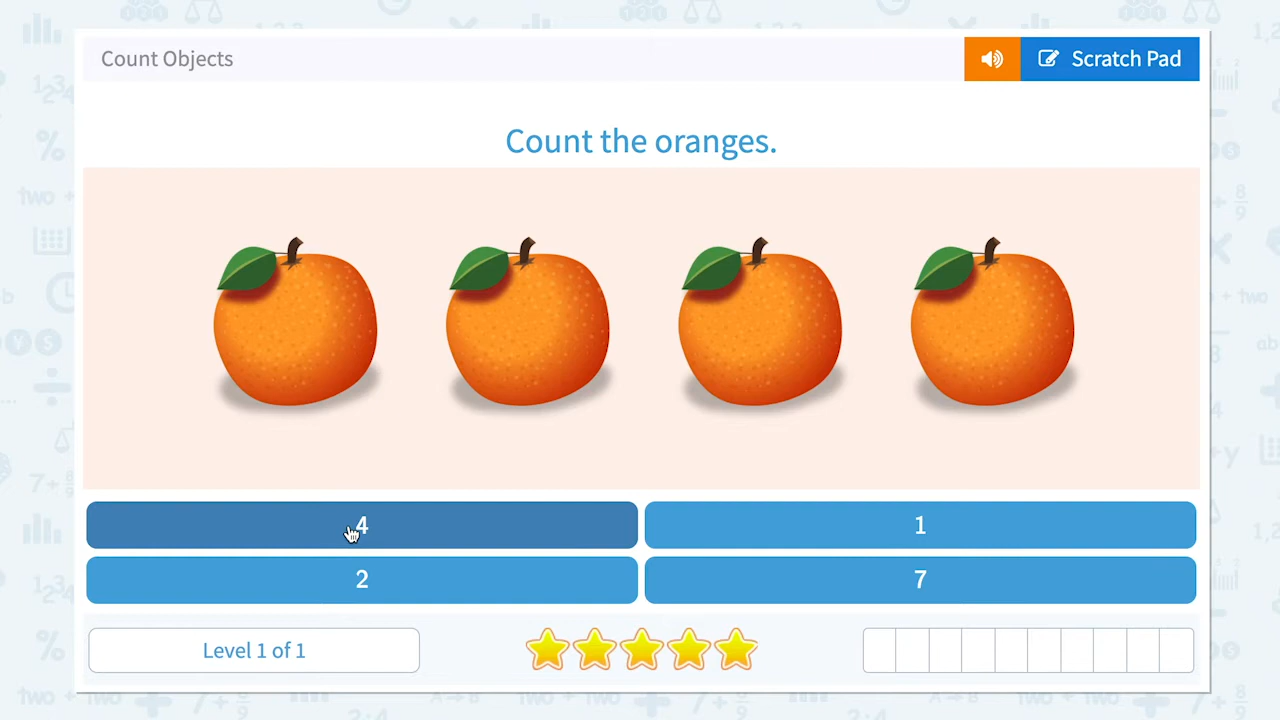 Count Objects
Scratch Pad
Count the oranges.
4
1
2
7
Level 1 of 1